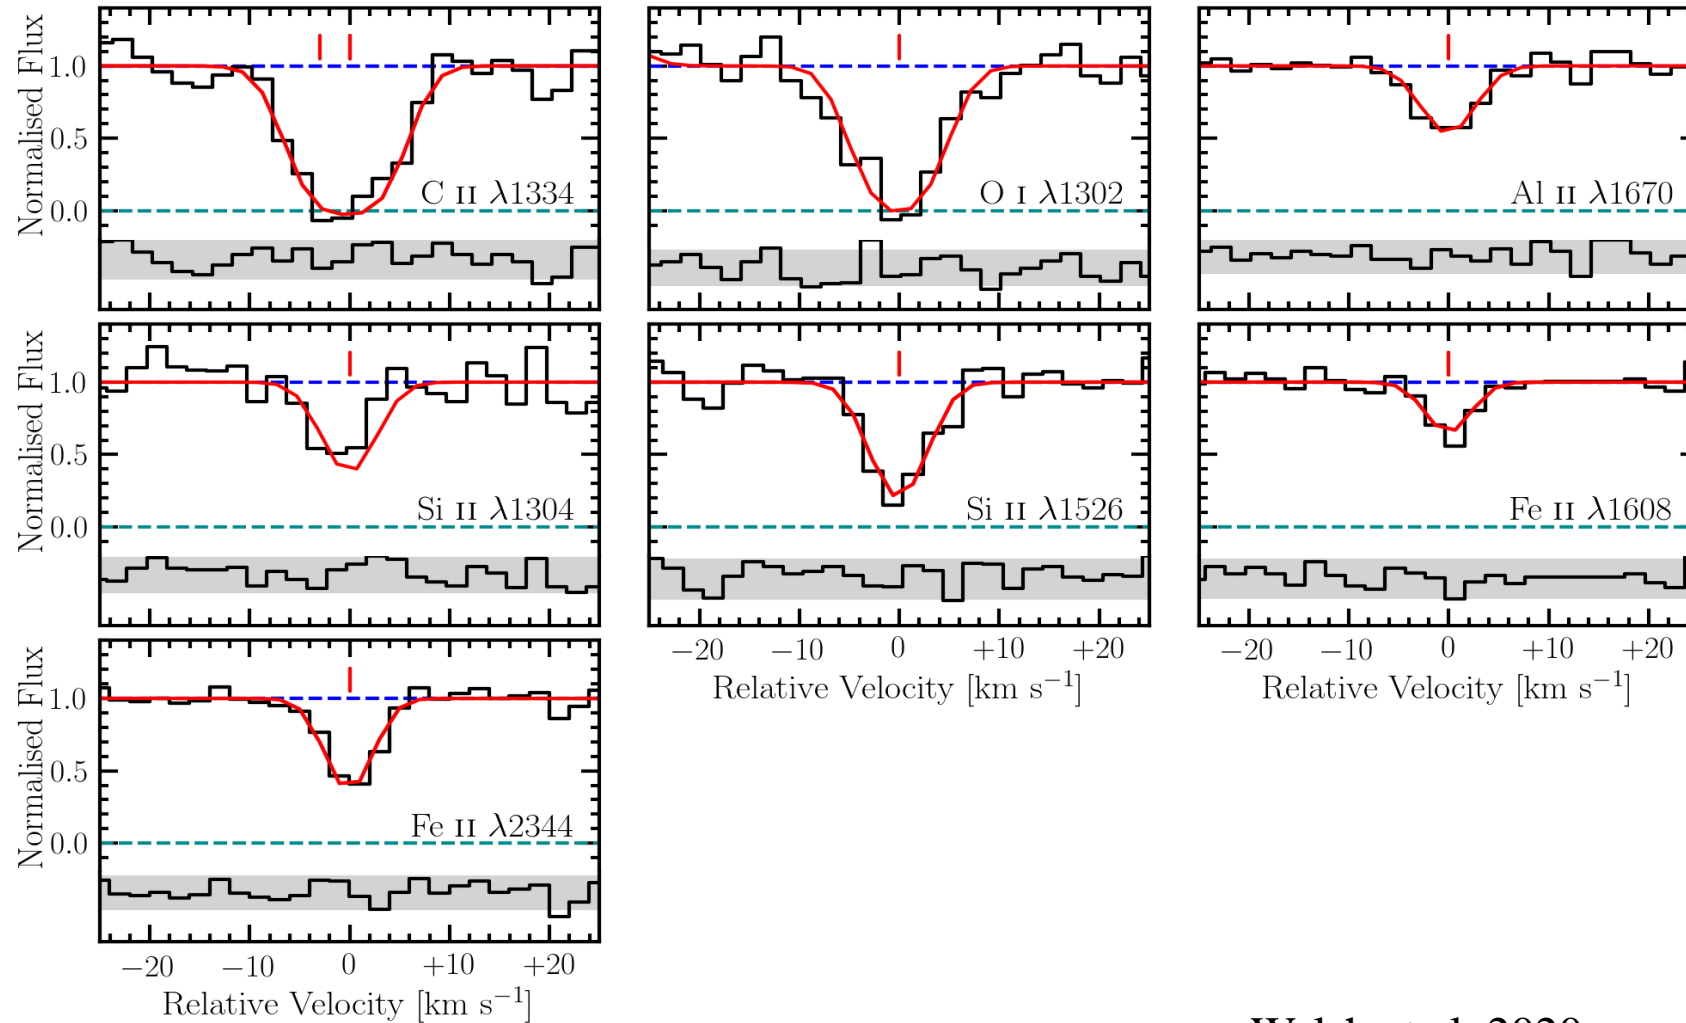 Normalised Flux
1.0
0.5
0.0
C II λ1334
O I λ1302
Al II λ1670
Normalised Flux
1.0
0.5
0.0
Si II λ1304
Si II λ1526
Fe II λ1608
−20 −10 0 +10 +20
Relative Velocity [km s⁻¹]
−20 −10 0 +10 +20
Relative Velocity [km s⁻¹]
Normalised Flux
1.0
0.5
0.0
Fe II λ2344
−20 −10 0 +10 +20
Relative Velocity [km s⁻¹]